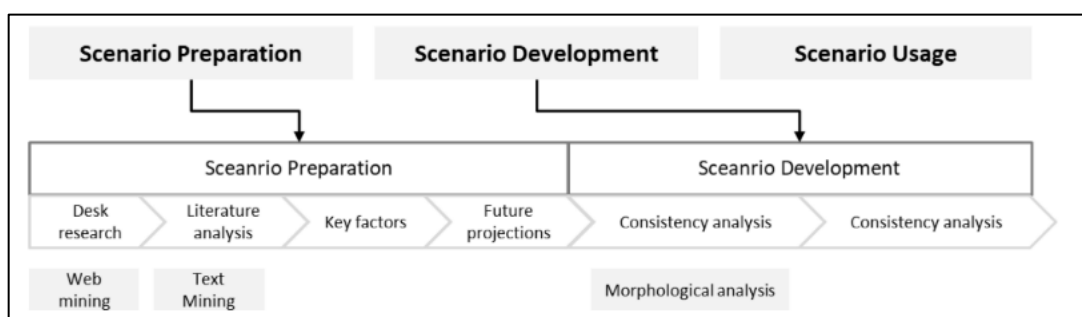 Scenario Preparation
Scenario Development
Scenario Usage
Sceanrio Preparation
Sceanrio Development
Desk
research
Literature
analysis
Key factors
Future
projections
Consistency analysis
Consistency analysis
Web
mining
Text
Mining
Morphological analysis